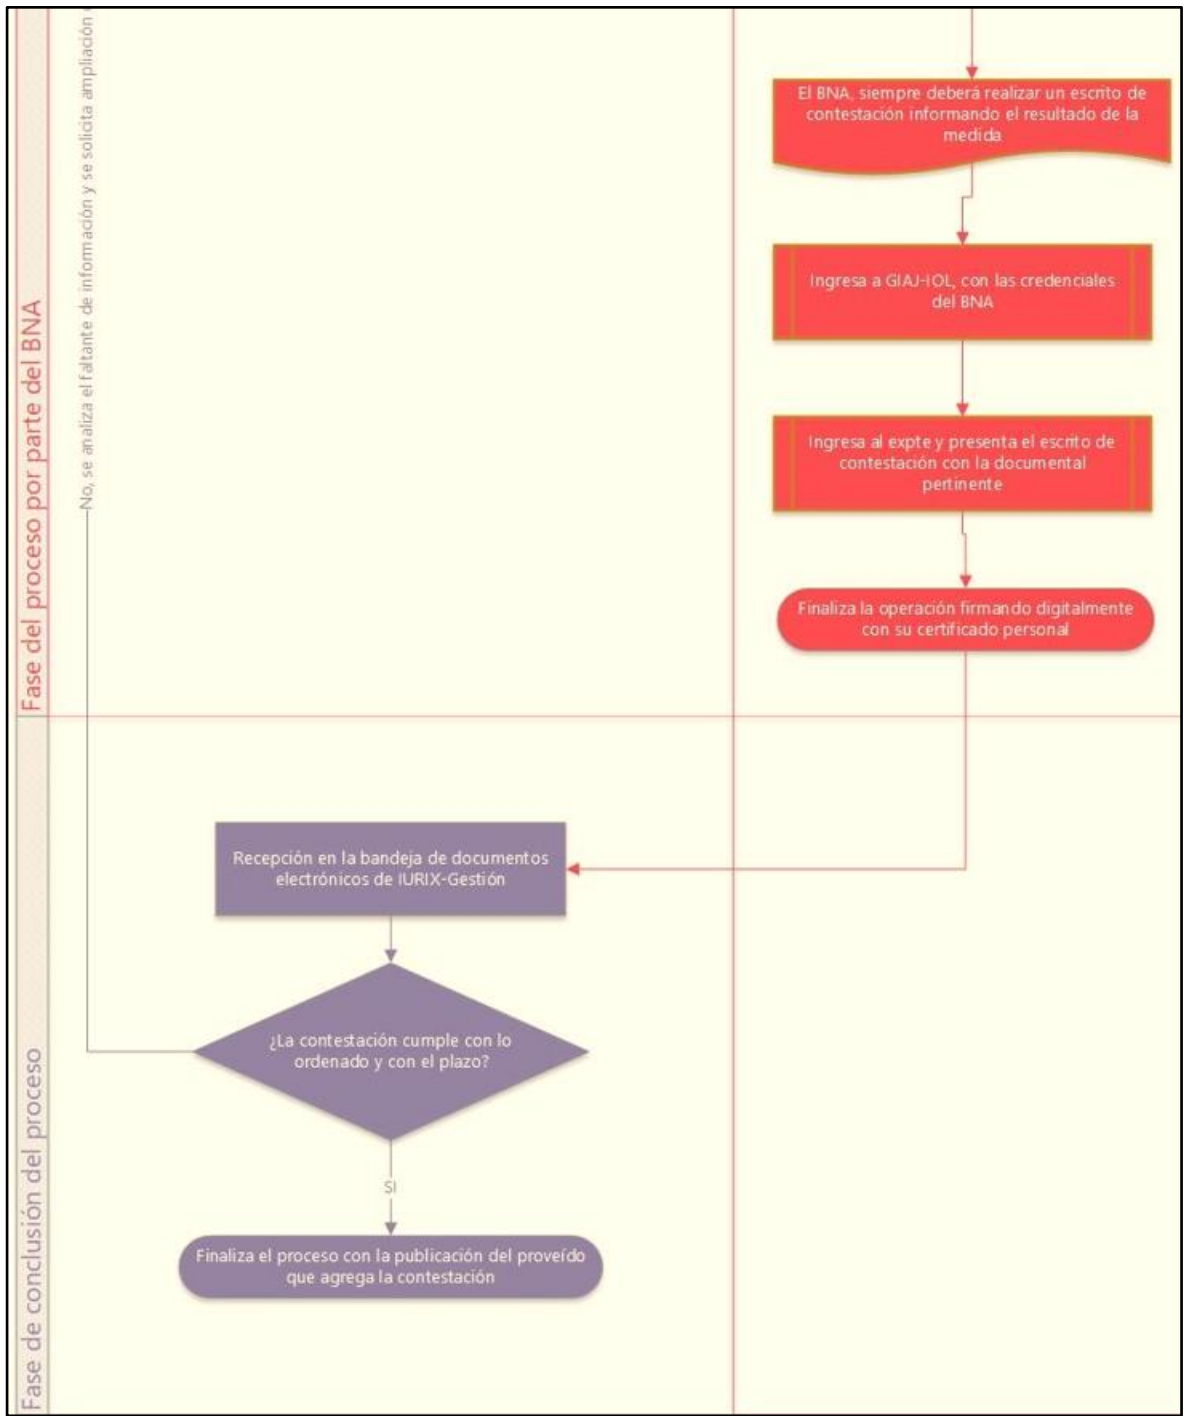 El BNA, siempre deberá realizar un escrito de
contestación informando el resultado de la
medida
Ingresa a GIAJ-IOL, con las credenciales
del BNA
Ingresa al expte y presenta el escrito de
contestación con la documental
pertinente
Finaliza la operación firmando digitalmente
con su certificado personal
Fase del proceso por parte del BNA
No, se analiza el faltante de información y se solicita ampliación
Recepción en la bandeja de documentos
electrónicos de IURIX-Gestión
¿La contestación cumple con lo
ordenado y con el plazo?
SI
Finaliza el proceso con la publicación del proveído
que agrega la contestación
Fase de conclusión del proceso